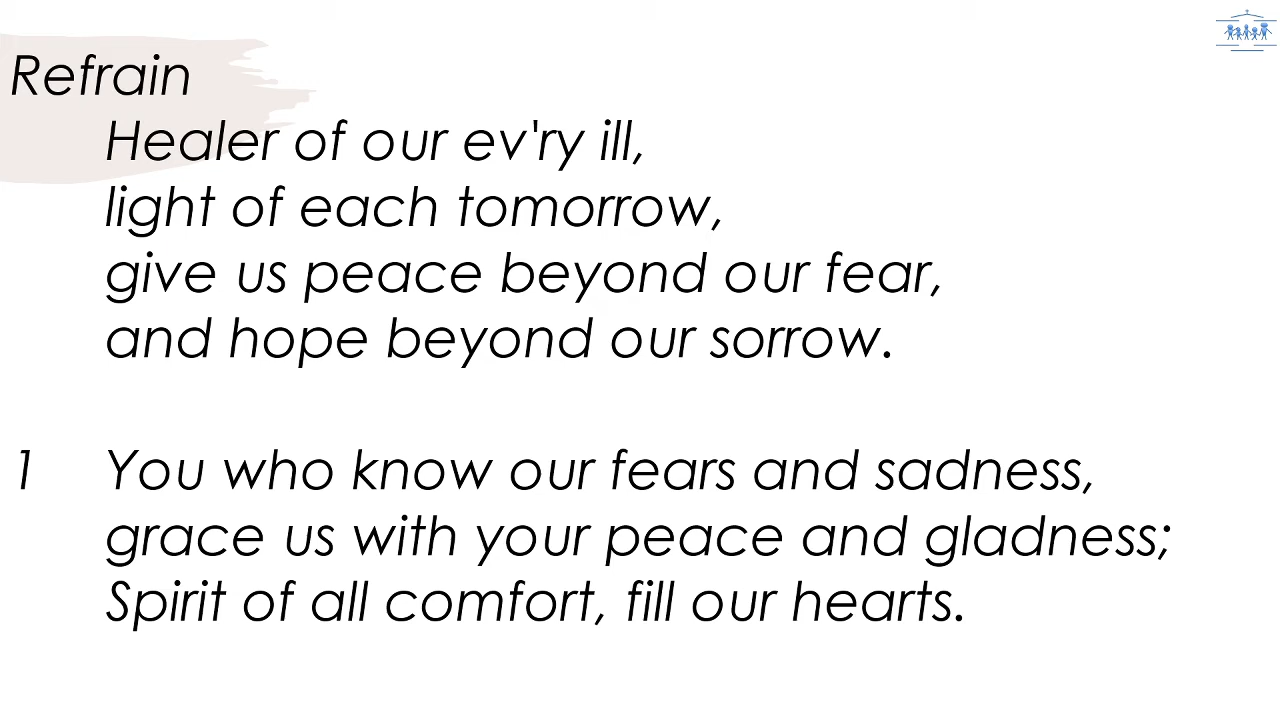 Refrain
Healer of our ev'ry ill,
light of each tomorrow,
give us peace beyond our fear,
and hope beyond our sorrow.
1 You who know our fears and sadness,
grace us with your peace and gladness;
Spirit of all comfort, fill our hearts.